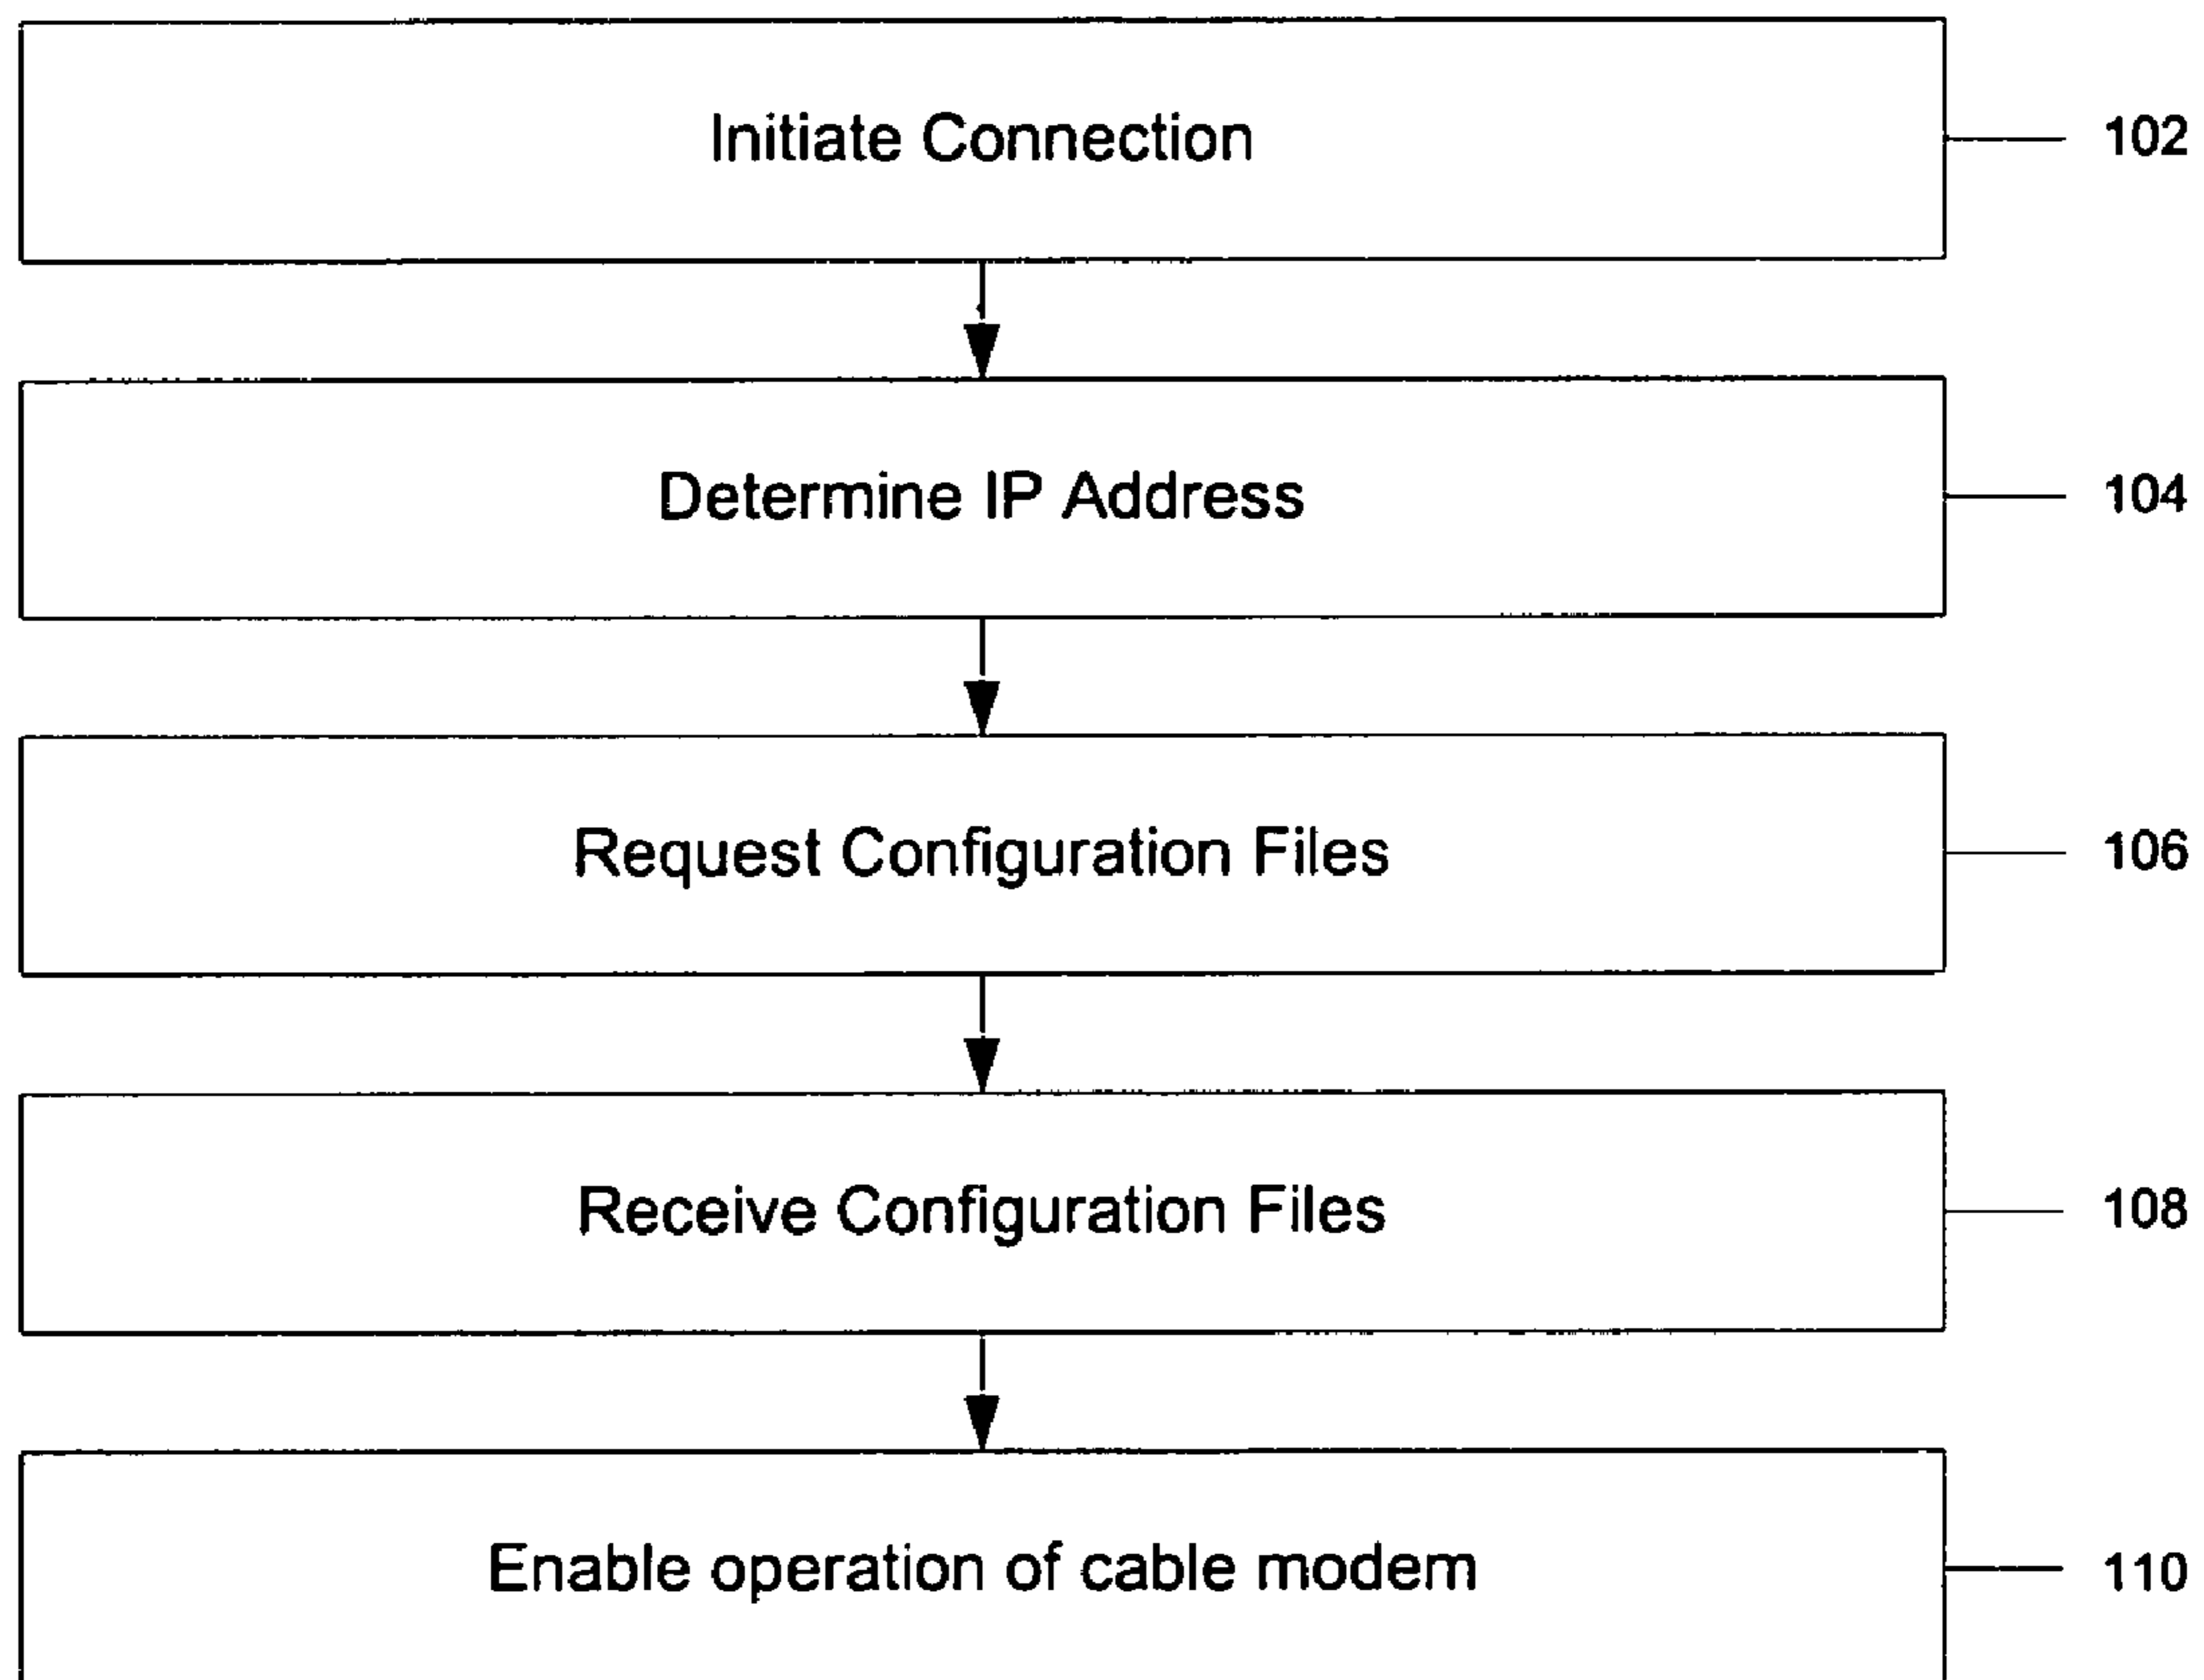 Initiate Connection
102
Determine IP Address
104
Request Configuration Files
106
Receive Configuration Files
108
Enable operation of cable modem
110